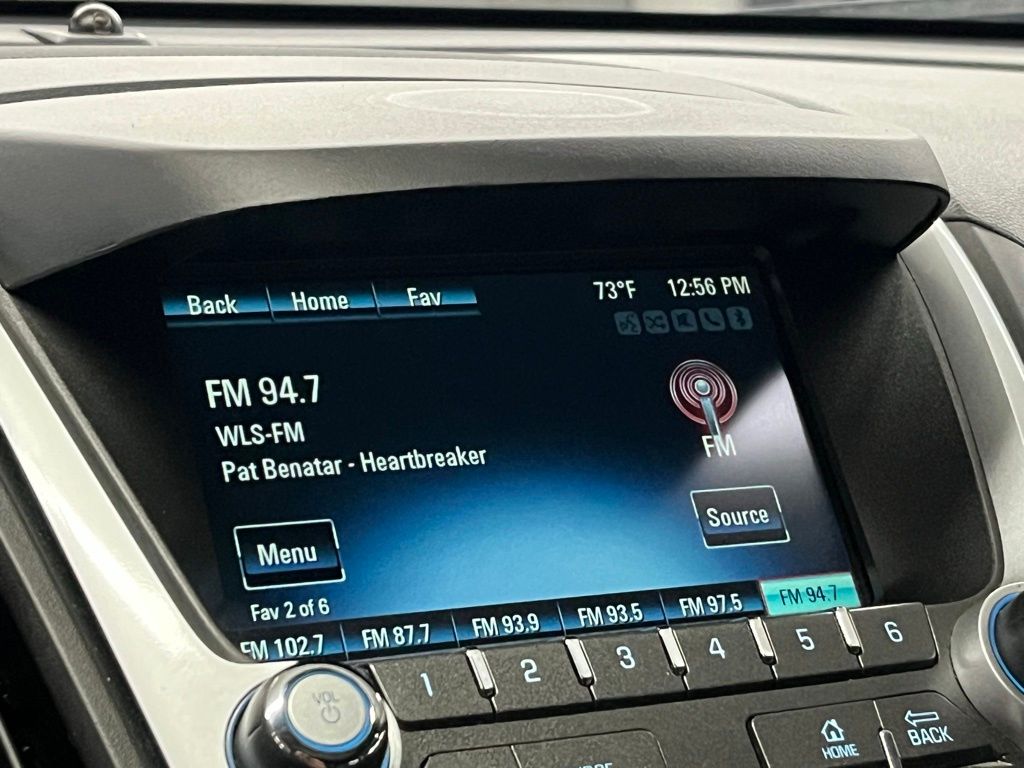 Back Home Fav 73°F 12:56 PM
FM 94.7
WLS-FM
Pat Benatar - Heartbreaker
FM
Menu
Source
Fav 2 of 6
FM 102.7 FM 87.7 FM 93.9 FM 93.5 FM 97.5 FM 94.7
1 2 3 4 5 6
VOL
HOME BACK